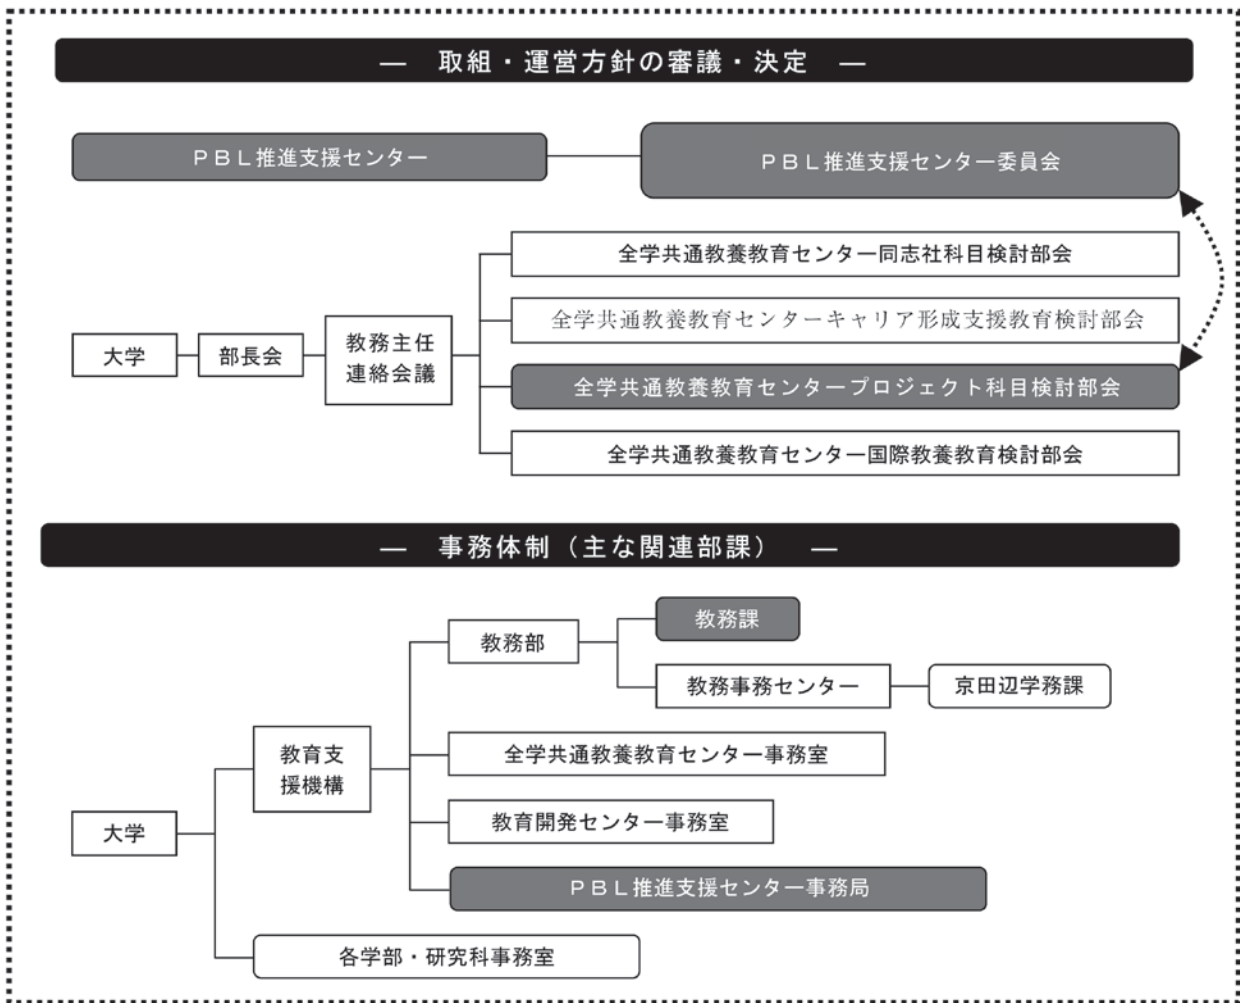 ― 取組・運営方針の審議・決定 ―
ＰＢＬ推進支援センター
ＰＢＬ推進支援センター委員会
全学共通教養教育センター同志社科目検討部会
全学共通教養教育センターキャリア形成支援教育検討部会
大学
部長会
教務主任
連絡会議
全学共通教養教育センタープロジェクト科目検討部会
全学共通教養教育センター国際教養教育検討部会
― 事務体制（主な関連部課） ―
教務課
教務部
教務事務センター
京田辺学務課
教育支
援機構
全学共通教養教育センター事務室
教育開発センター事務室
大学
ＰＢＬ推進支援センター事務局
各学部・研究科事務室